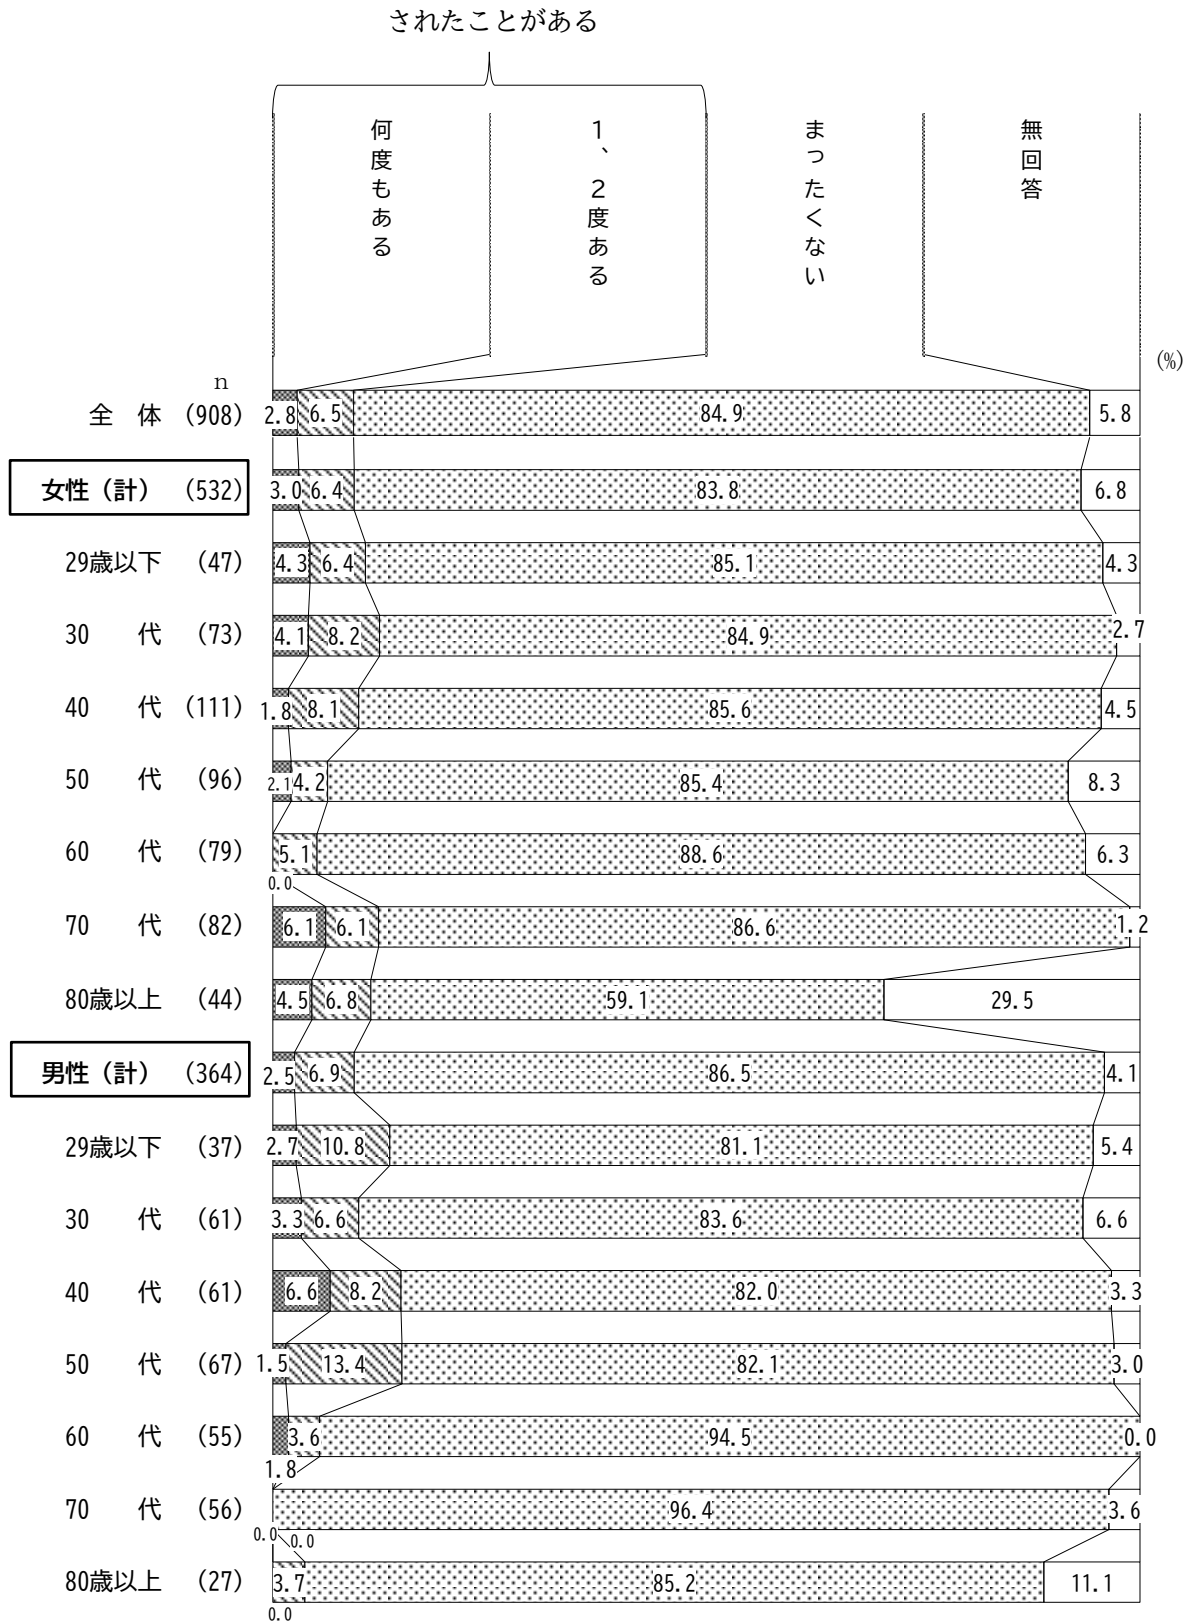 されたことがある
何度もある
1、2度ある
まったくない
無回答
(%)
n
全 体 (908) 2.8 6.5 84.9 5.8
女性(計) (532) 3.0 6.4 83.8 6.8
29歳以下 (47) 4.3 6.4 85.1 4.3
30 代 (73) 4.1 8.2 84.9 2.7
40 代 (111) 1.8 8.1 85.6 4.5
50 代 (96) 2.1 4.2 85.4 8.3
60 代 (79) 5.1 88.6 6.3
0.0
70 代 (82) 6.1 6.1 86.6 1.2
80歳以上 (44) 4.5 6.8 59.1 29.5
男性(計) (364) 2.5 6.9 86.5 4.1
29歳以下 (37) 2.7 10.8 81.1 5.4
30 代 (61) 3.3 6.6 83.6 6.6
40 代 (61) 6.6 8.2 82.0 3.3
50 代 (67) 1.5 13.4 82.1 3.0
60 代 (55) 3.6 94.5 0.0
1.8
70 代 (56) 96.4 3.6
0.0 0.0
80歳以上 (27) 3.7 85.2 11.1
0.0